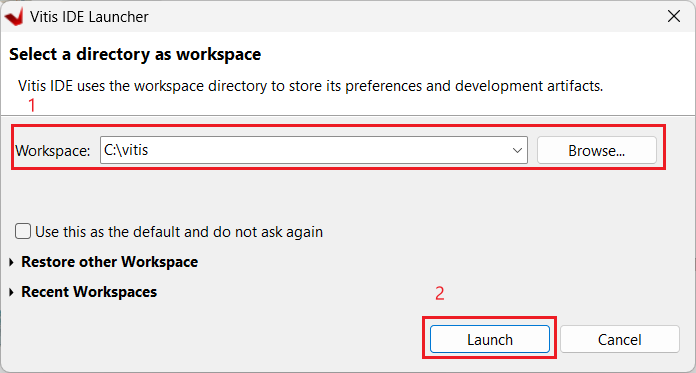 Vitis IDE Launcher
Select a directory as workspace
Vitis IDE uses the workspace directory to store its preferences and development artifacts.
1
Workspace: C:\vitis Browse...
Use this as the default and do not ask again
Restore other Workspace
Recent Workspaces
2
Launch Cancel